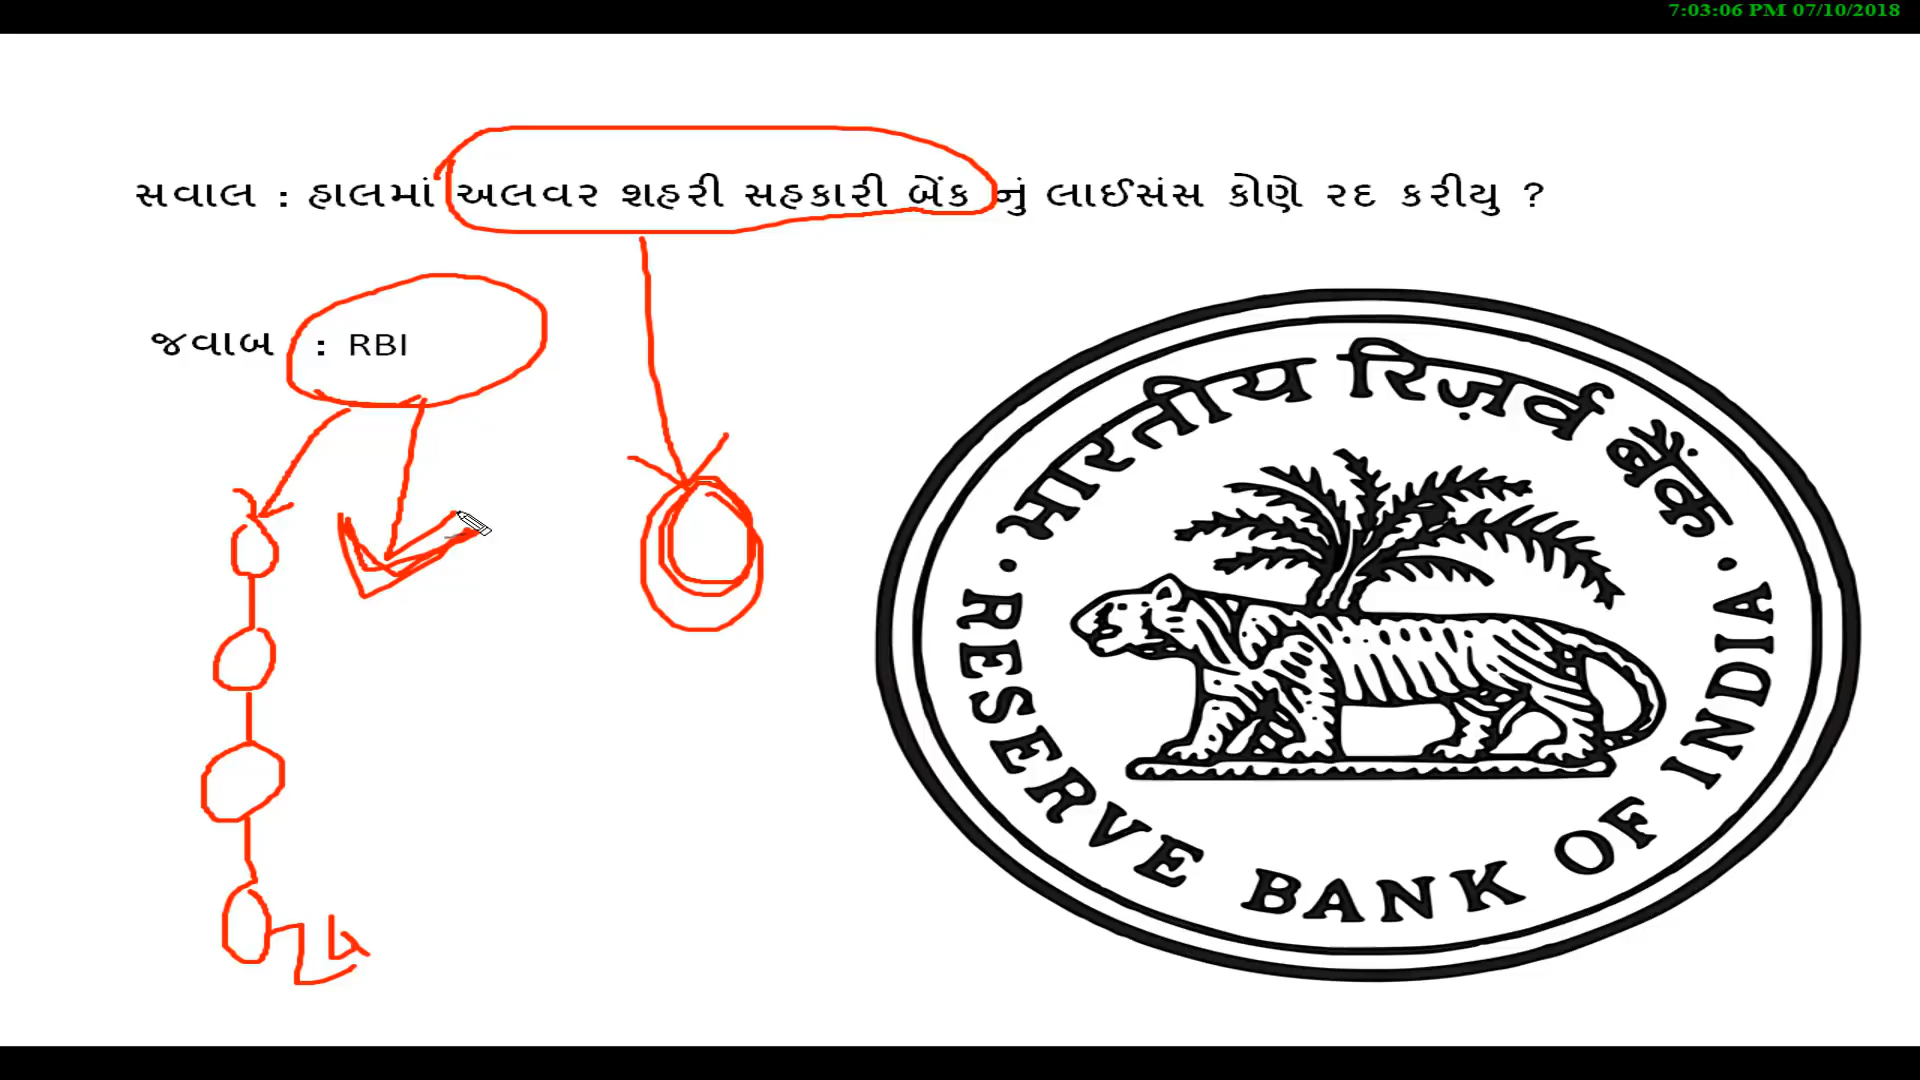 7:03:06 PM 07/10/2018
સવાલ : હાલમાં અલવર શહરી સહકારી બેંક નું લાઈસંસ કોણે રદ કરીયુ ?
જવાબ : RBI
भारतीय रिज़र्व बैंक
RESERVE BANK OF INDIA